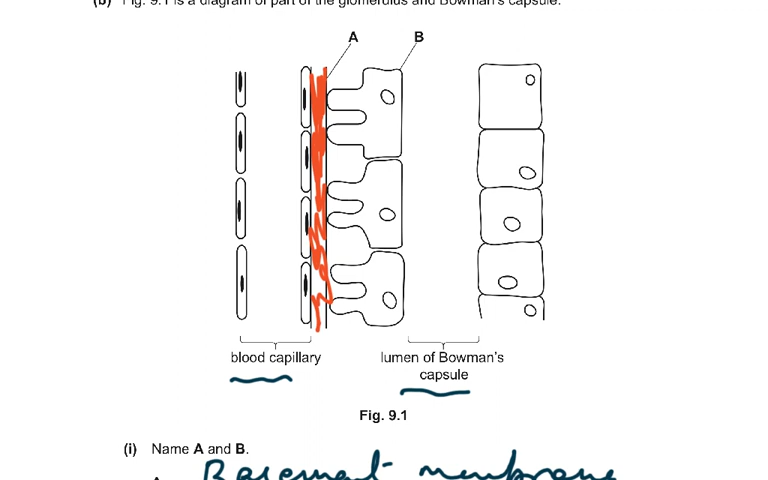 (b) Fig. 9.1 is a diagram of part of the glomerulus and Bowman's capsule.
A B
blood capillary lumen of Bowman's
capsule
Fig. 9.1
(i) Name A and B.
A Basement membrane